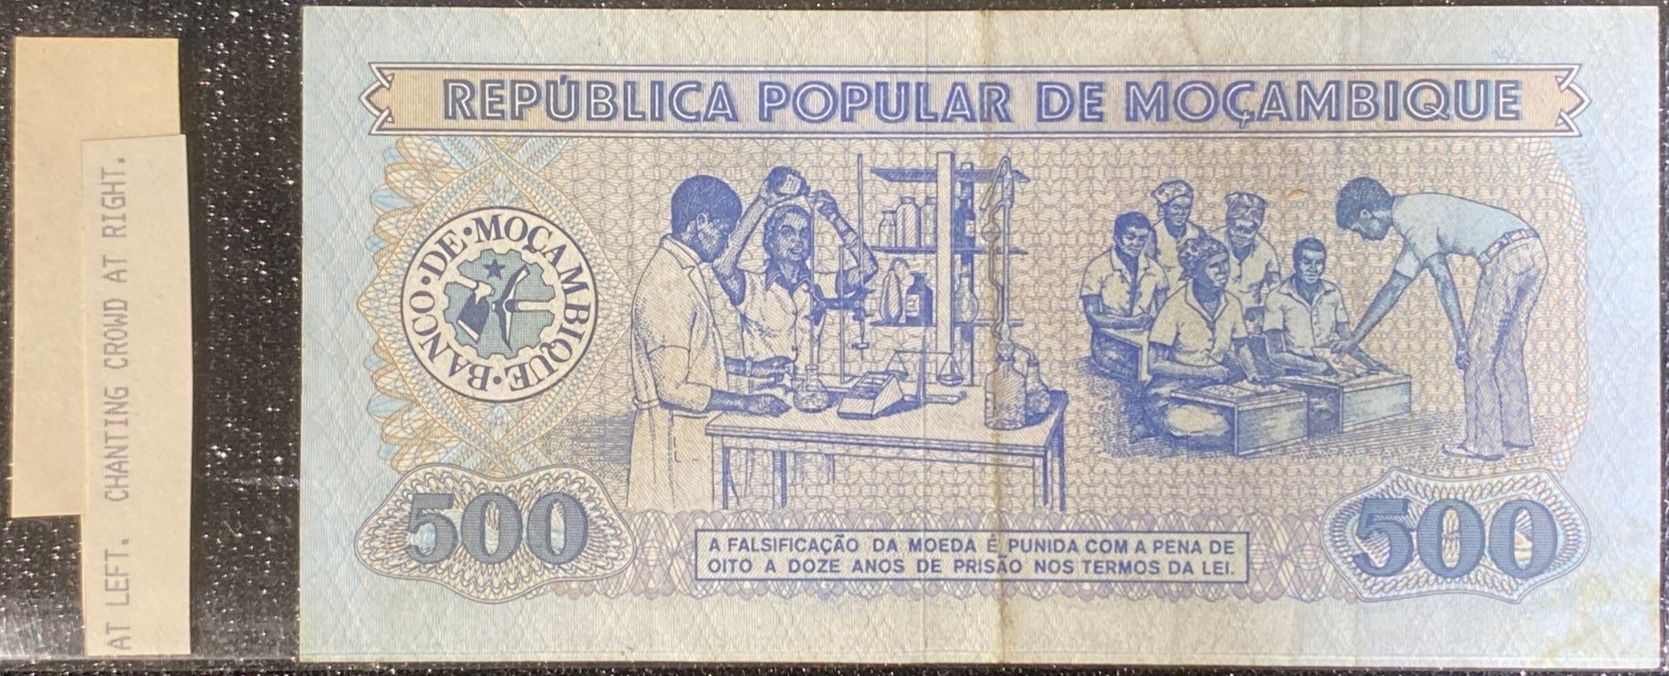 AT LEFT. CHANTING CROWD AT RIGHT.
REPÚBLICA POPULAR DE MOÇAMBIQUE
BANCO·DE·MOÇAMBIQUE·
500
A FALSIFICAÇÃO DA MOEDA É PUNIDA COM A PENA DE
OITO A DOZE ANOS DE PRISÃO NOS TERMOS DA LEI.
500